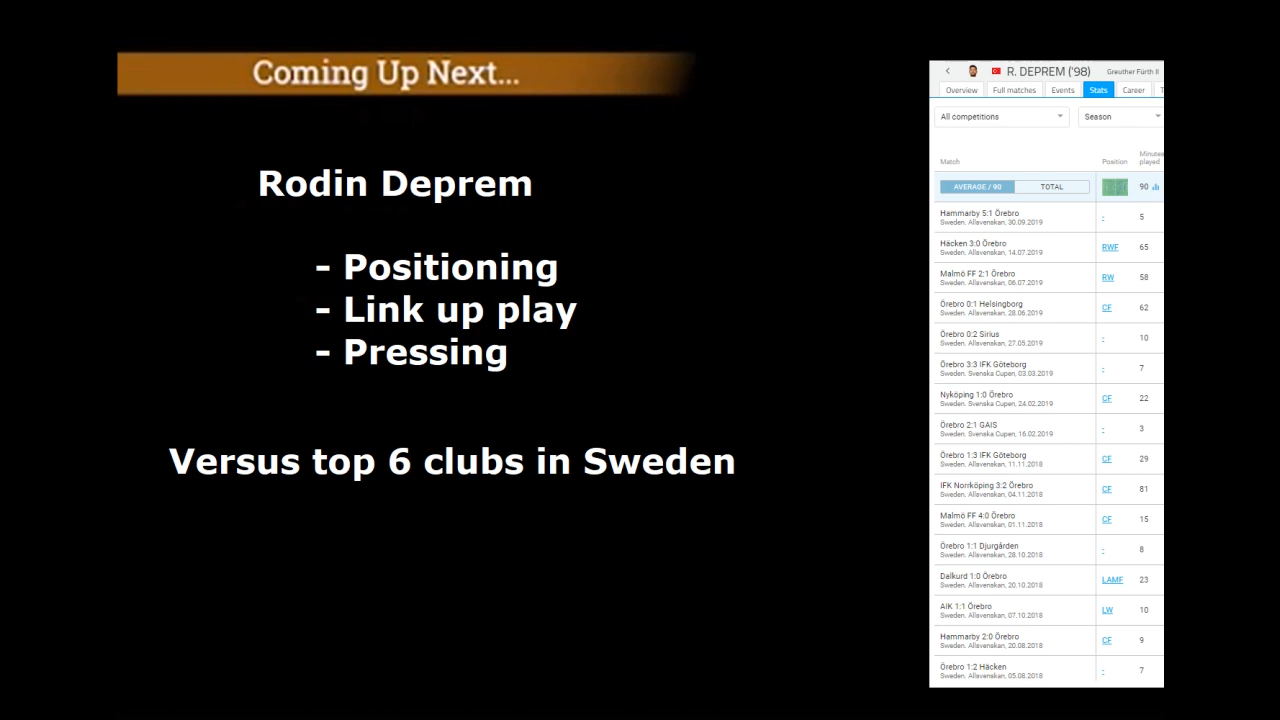 Coming Up Next...
Rodin Deprem
- Positioning
- Link up play
- Pressing
Versus top 6 clubs in Sweden
R. DEPREM ('98) Greuther Fürth II
Overview Full matches Events Stats Career
All competitions Season
Match Position Minutes played
AVERAGE / 90 TOTAL 90
Hammarby 5:1 Örebro - 5
Sweden. Allsvenskan, 30.09.2019
Häcken 3:0 Örebro RWF 65
Sweden. Allsvenskan, 14.07.2019
Malmö FF 2:1 Örebro RW 58
Sweden. Allsvenskan, 06.07.2019
Örebro 0:1 Helsingborg CF 62
Sweden. Allsvenskan, 28.06.2019
Örebro 0:2 Sirius - 10
Sweden. Allsvenskan, 27.05.2019
Örebro 3:3 IFK Göteborg - 7
Sweden. Svenska Cupen, 03.03.2019
Nyköping 1:0 Örebro CF 22
Sweden. Svenska Cupen, 24.02.2019
Örebro 2:1 GAIS - 3
Sweden. Svenska Cupen, 16.02.2019
Örebro 1:3 IFK Göteborg CF 29
Sweden. Allsvenskan, 11.11.2018
IFK Norrköping 3:2 Örebro CF 81
Sweden. Allsvenskan, 04.11.2018
Malmö FF 4:0 Örebro CF 15
Sweden. Allsvenskan, 01.11.2018
Örebro 1:1 Djurgården - 8
Sweden. Allsvenskan, 28.10.2018
Dalkurd 1:0 Örebro LAMF 23
Sweden. Allsvenskan, 20.10.2018
AIK 1:1 Örebro LW 10
Sweden. Allsvenskan, 07.10.2018
Hammarby 2:0 Örebro CF 9
Sweden. Allsvenskan, 20.08.2018
Örebro 1:2 Häcken - 7
Sweden. Allsvenskan, 05.08.2018